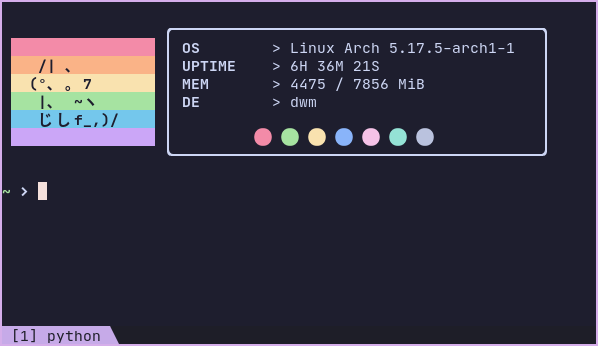 /| 、
(°、 。 7
|、 ~ヽ
じしf_,)/
OS > Linux Arch 5.17.5-arch1-1
UPTIME > 6H 36M 21S
MEM > 4475 / 7856 MiB
DE > dwm
~ >
[1] python